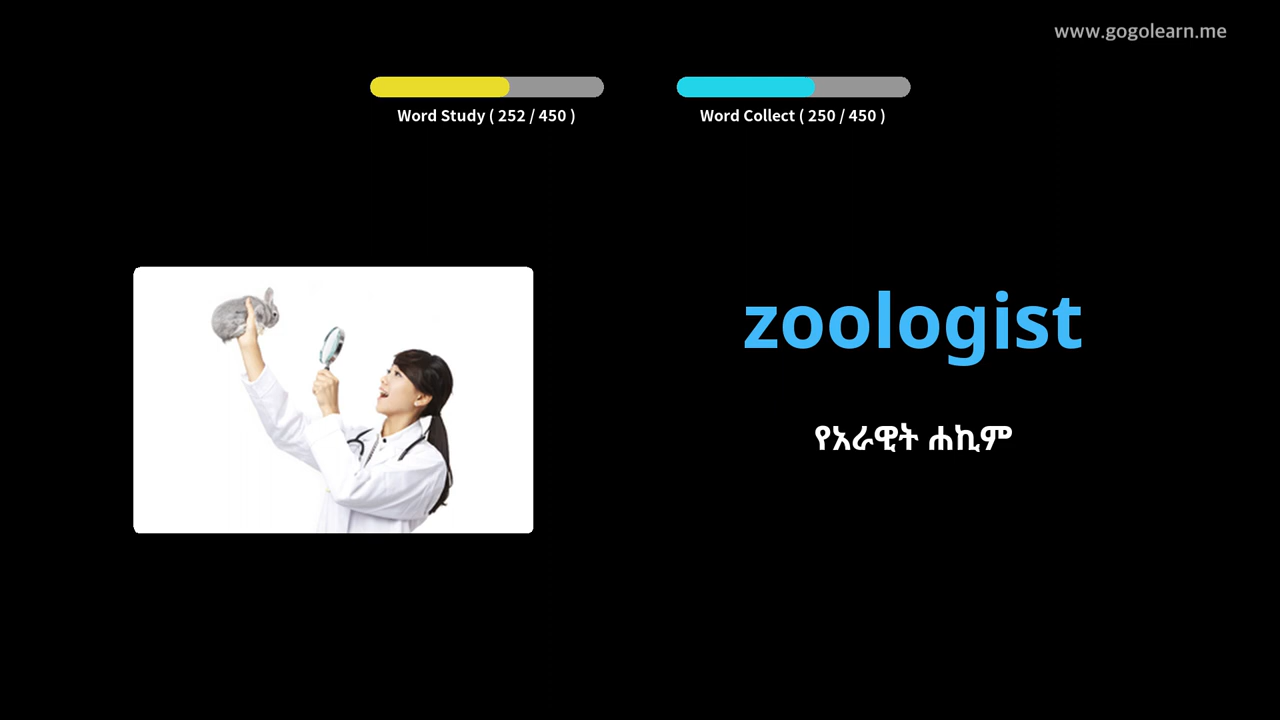 www.gogolearn.me
Word Study ( 252 / 450 )
Word Collect ( 250 / 450 )
zoologist
የአራዊት ሐኪም